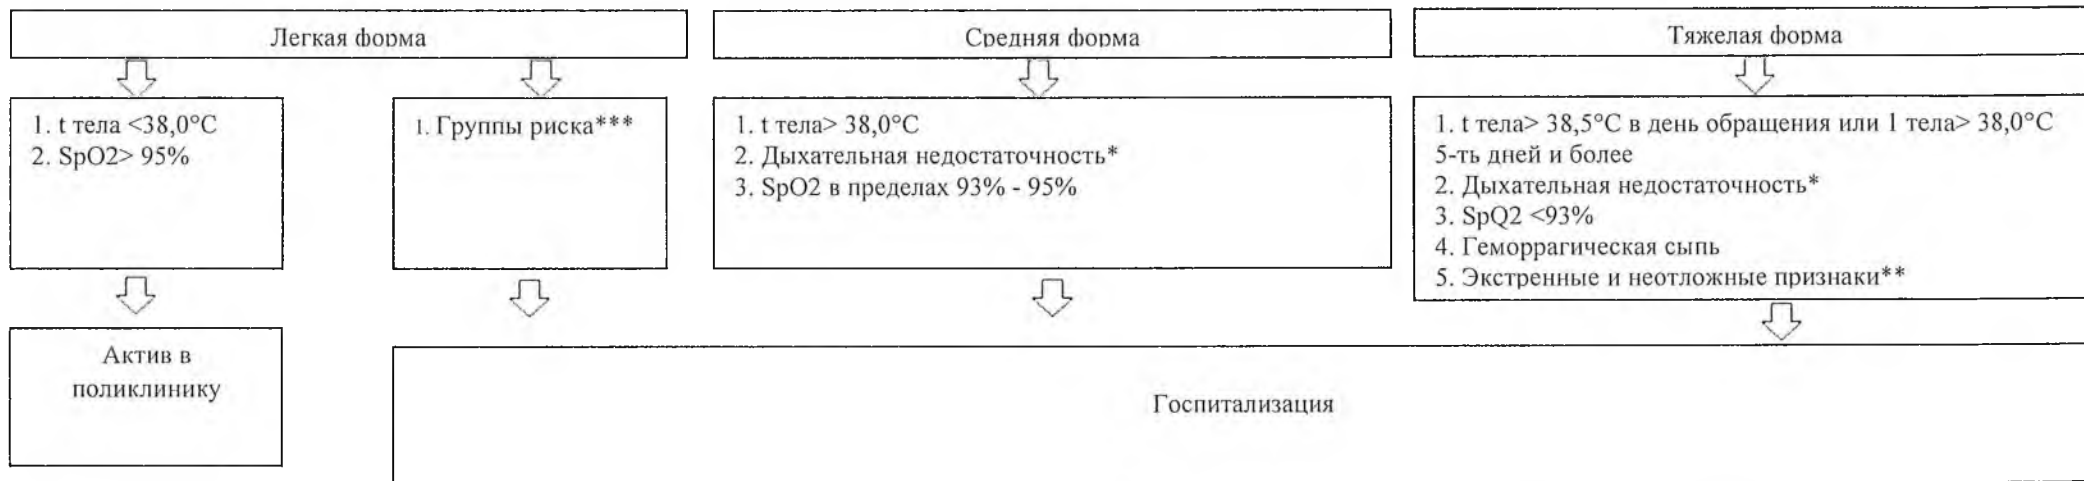 Легкая форма
Средняя форма
Тяжелая форма
1. t тела <38,0°C
2. SpO2> 95%
1. Группы риска***
1. t тела> 38,0°C
2. Дыхательная недостаточность*
3. SpO2 в пределах 93% - 95%
1. t тела> 38,5°C в день обращения или 1 тела> 38,0°C
5-ть дней и более
2. Дыхательная недостаточность*
3. SpQ2 <93%
4. Геморрагическая сыпь
5. Экстренные и неотложные признаки**
Актив в
поликлинику
Госпитализация